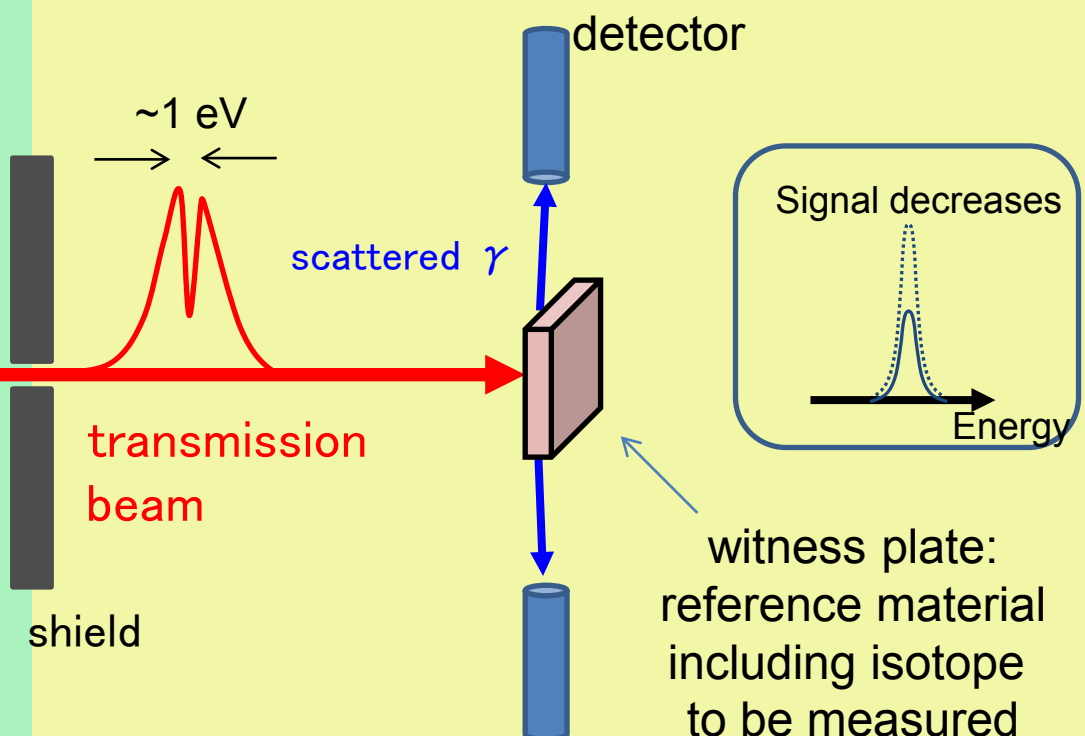 detector
~1 eV
Signal decreases
scattered γ
Energy
transmission
beam
witness plate:
reference material
including isotope
to be measured
shield